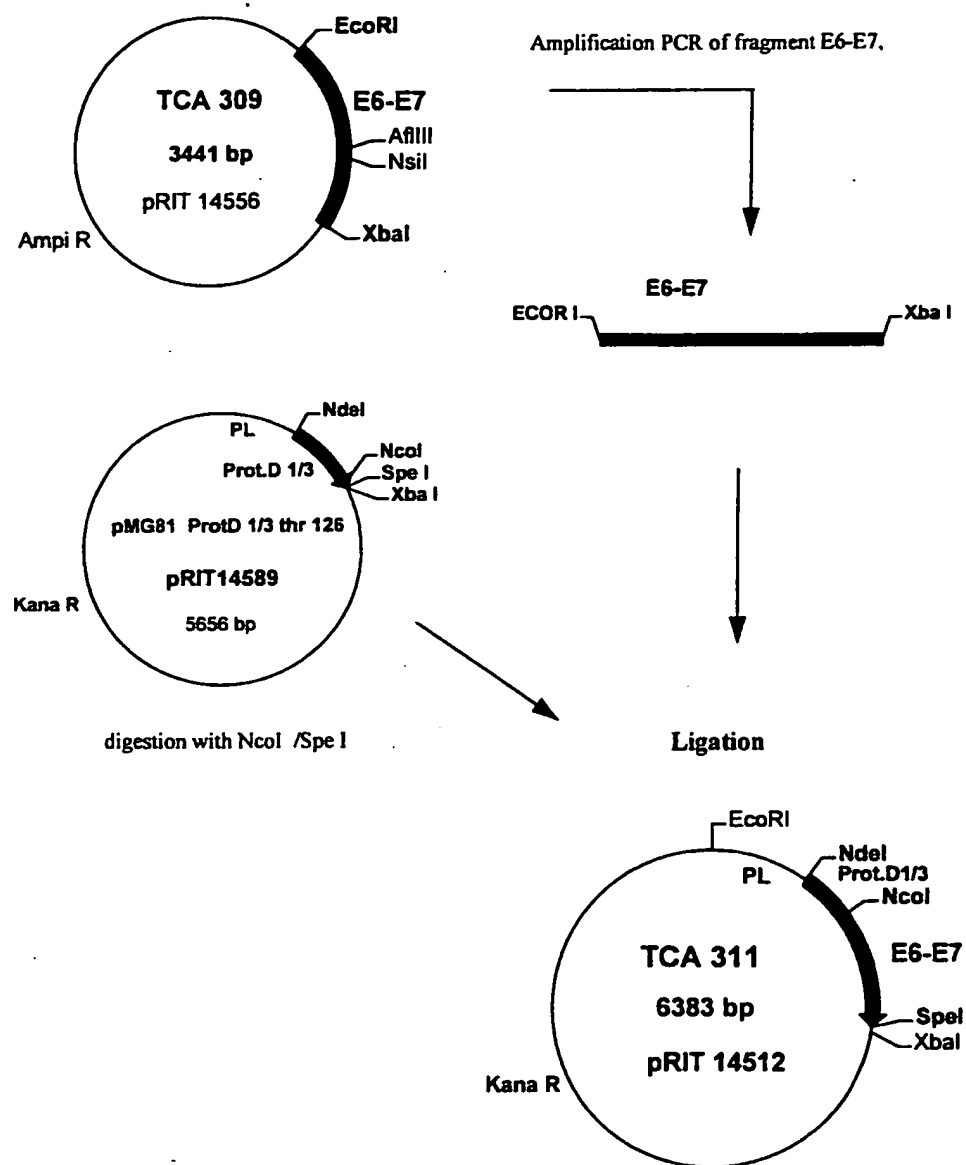 EcoRI
Amplification PCR of fragment E6-E7.
TCA 309
E6-E7
AflIII
3441 bp
NsiI
pRIT 14556
XbaI
Ampi R
E6-E7
ECOR I
Xba I
NdeI
PL
NcoI
Prot.D 1/3
Spe I
Xba I
pMG81 ProtD 1/3 thr 126
pRIT14589
Kana R
5656 bp
digestion with NcoI /Spe I
Ligation
EcoRI
NdeI
PL
Prot.D1/3
NcoI
TCA 311
E6-E7
6383 bp
SpeI
XbaI
pRIT 14512
Kana R